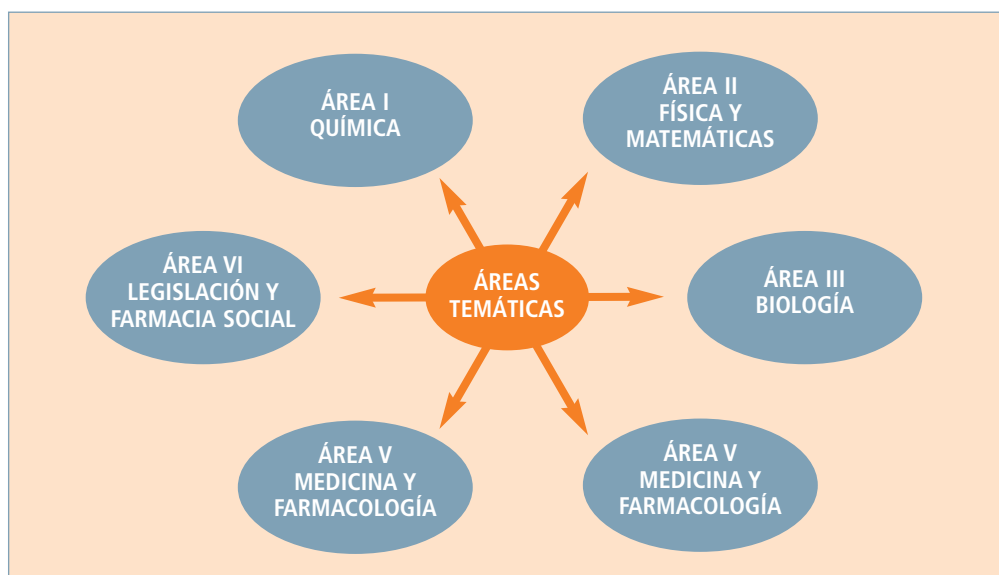 ÁREA I
QUÍMICA
ÁREA II
FÍSICA Y
MATEMÁTICAS
ÁREA VI
LEGISLACIÓN Y
FARMACIA SOCIAL
ÁREAS
TEMÁTICAS
ÁREA III
BIOLOGÍA
ÁREA V
MEDICINA Y
FARMACOLOGÍA
ÁREA V
MEDICINA Y
FARMACOLOGÍA